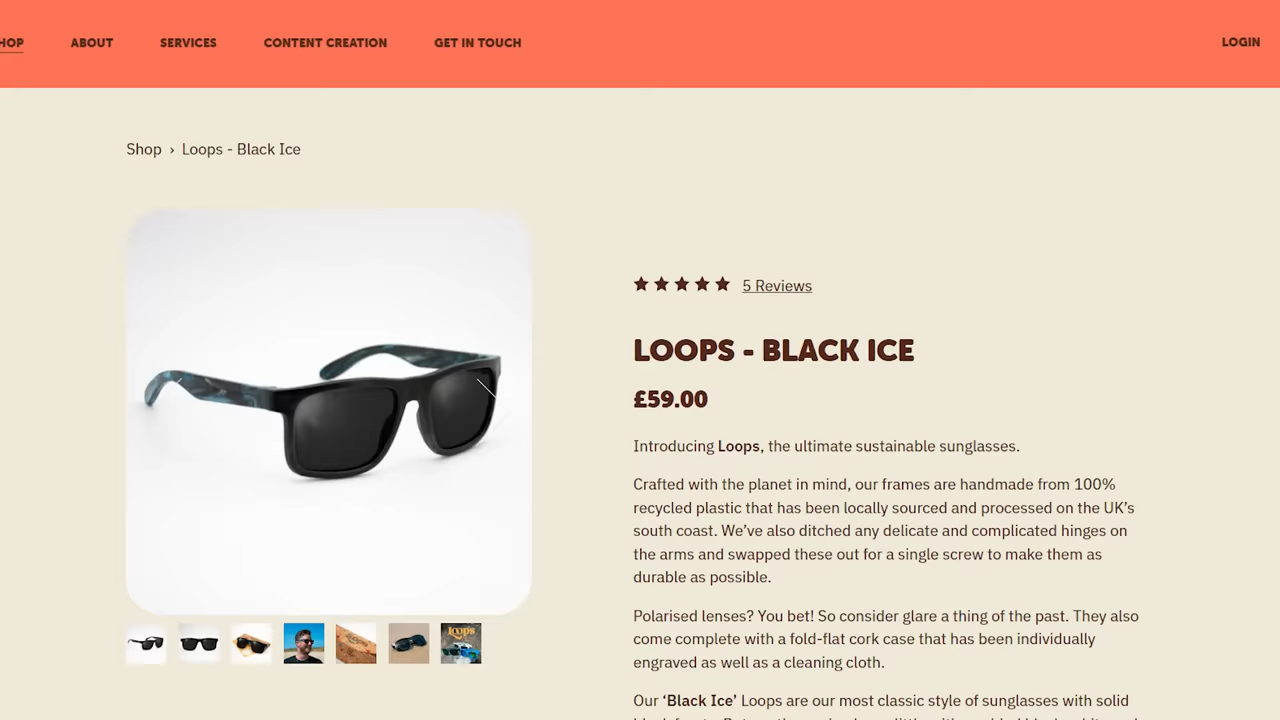 HOP ABOUT SERVICES CONTENT CREATION GET IN TOUCH LOGIN
Shop › Loops - Black Ice
5 Reviews
LOOPS - BLACK ICE
£59.00
Introducing Loops, the ultimate sustainable sunglasses.
Crafted with the planet in mind, our frames are handmade from 100%
recycled plastic that has been locally sourced and processed on the UK’s
south coast. We’ve also ditched any delicate and complicated hinges on
the arms and swapped these out for a single screw to make them as
durable as possible.
Polarised lenses? You bet! So consider glare a thing of the past. They also
come complete with a fold-flat cork case that has been individually
engraved as well as a cleaning cloth.
Our ‘Black Ice’ Loops are our most classic style of sunglasses with solid
Loops